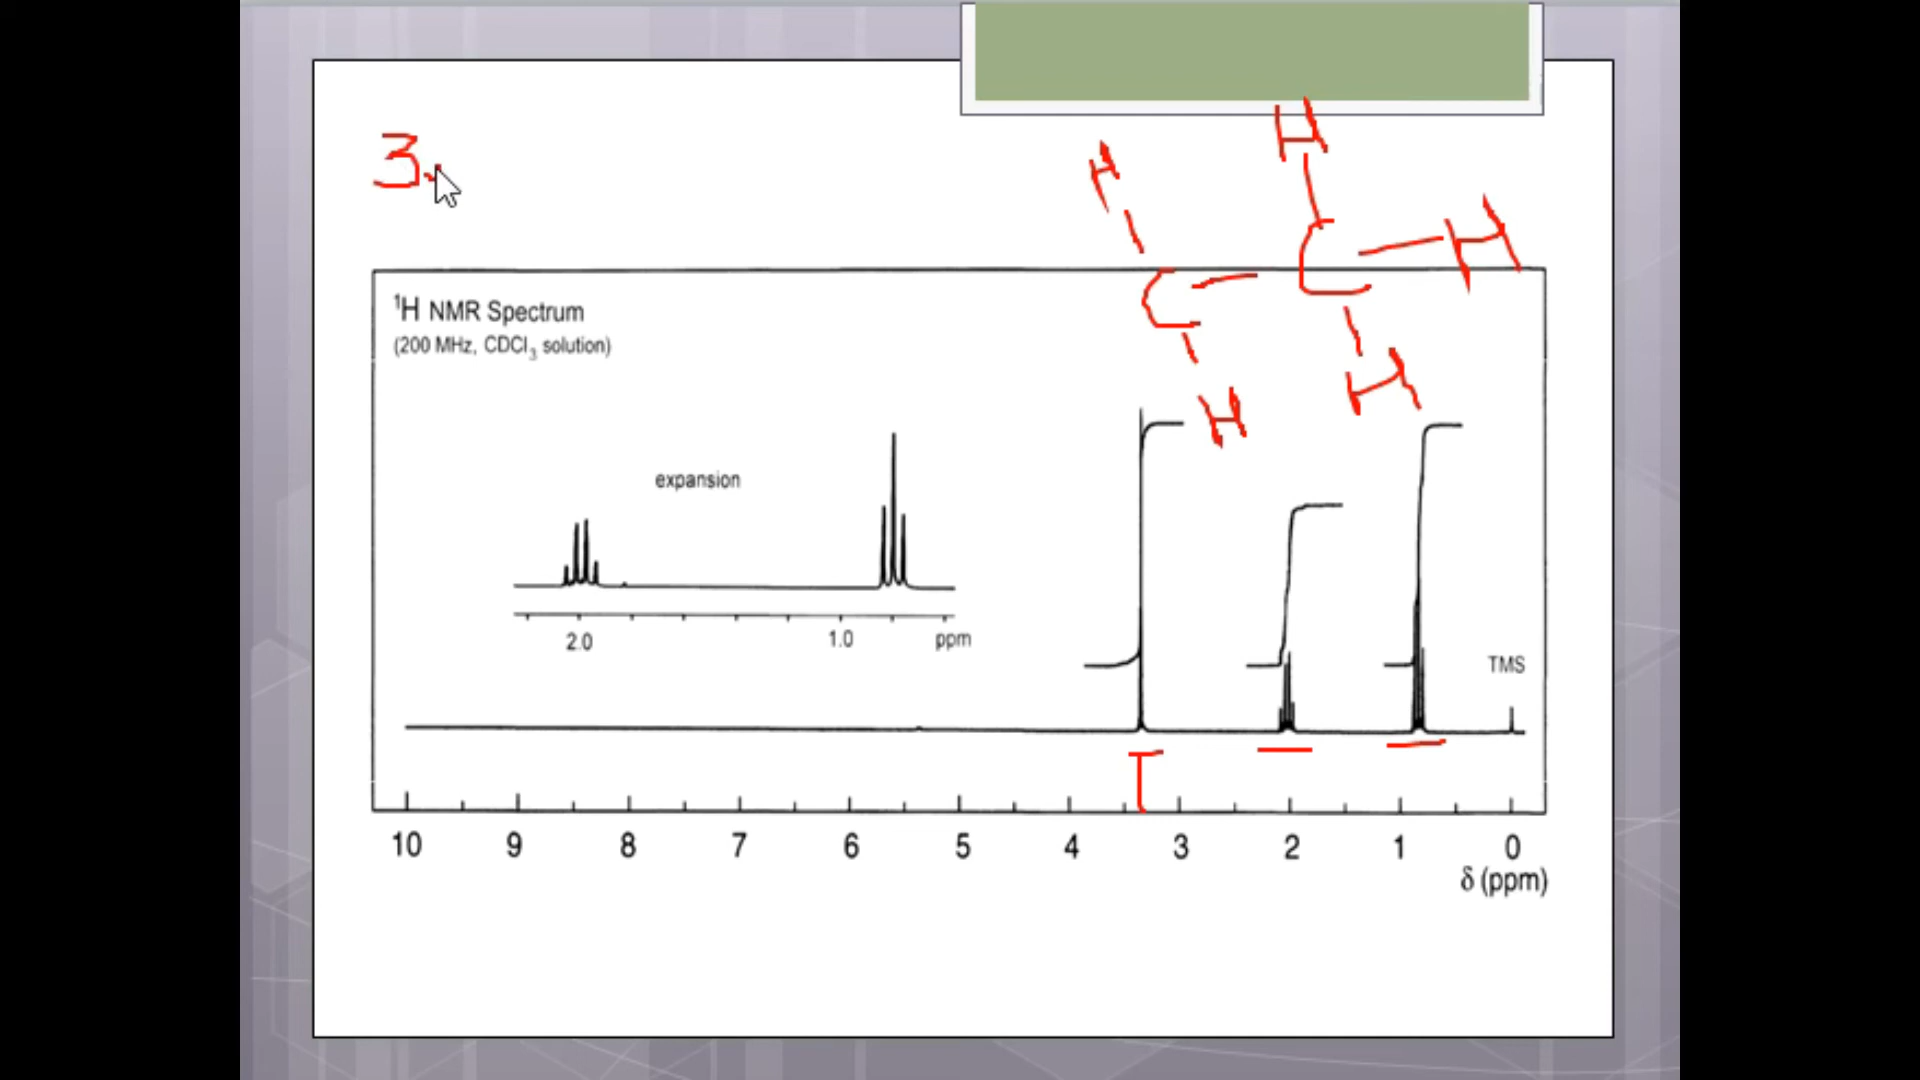 3.
H
H
H
C
C
H
H
¹H NMR Spectrum
(200 MHz, CDCl₃ solution)
expansion
2.0 1.0 ppm
TMS
10 9 8 7 6 5 4 3 2 1 0
δ (ppm)